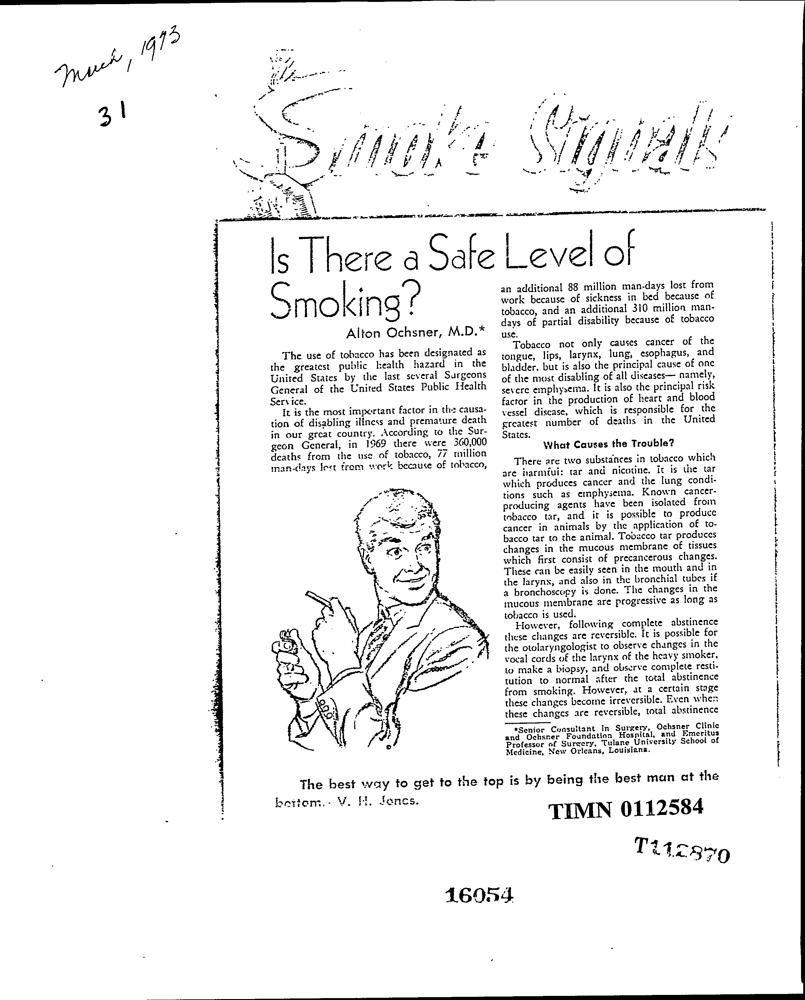 March, 1973
31
Smoke Signals
Is There a Safe Level of
Smoking?
Alton Ochsner, M.D.*
The use of tobacco has been designated as
the greatest public health hazard in the
United States by the last several Surgeons
General of the United States Public Health
Service.
It is the most important factor in the causa-
tion of disabling illness and premature death
in our great country. According to the Sur-
geon General, in 1969 there were 360,000
deaths from the use of tobacco, 77 million
man-days lost from work because of tobacco,
an additional 88 million man-days lost from
work because of sickness in bed because of
tobacco, and an additional 310 million man-
days of partial disability because of tobacco
use.
Tobacco not only causes cancer of the
tongue, lips, larynx, lung, esophagus, and
bladder. but is also the principal cause of one
of the most disabling of all diseases— namely,
severe emphysema. It is also the principal risk
factor in the production of heart and blood
vessel disease, which is responsible for the
greatest number of deaths in the United
States.
What Causes the Trouble?
There are two substances in tobacco which
are harmful: tar and nicotine. It is the tar
which produces cancer and the lung condi-
tions such as emphysema. Known cancer-
producing agents have been isolated from
tobacco tar, and it is possible to produce
cancer in animals by the application of to-
bacco tar to the animal. Tobacco tar produces
changes in the mucous membrane of tissues
which first consist of precancerous changes.
These can be easily seen in the mouth and in
the larynx, and also in the bronchial tubes if
a bronchoscopy is done. The changes in the
mucous membrane are progressive as long as
tobacco is used.
However, following complete abstinence
these changes are reversible. It is possible for
the otolaryngologist to observe changes in the
vocal cords of the larynx of the heavy smoker,
to make a biopsy, and observe complete resti-
tution to normal after the total abstinence
from smoking. However, at a certain stage
these changes become irreversible. Even when
these changes are reversible, total abstinence
*Senior Consultant in Surgery, Ochsner Clinic
and Ochsner Foundation Hospital, and Emeritus
Professor of Surgery, Tulane University School of
Medicine, New Orleans, Louisiana.
The best way to get to the top is by being the best man at the
bottom.- V. H. Jones.
TIMN 0112584
T112870
16054